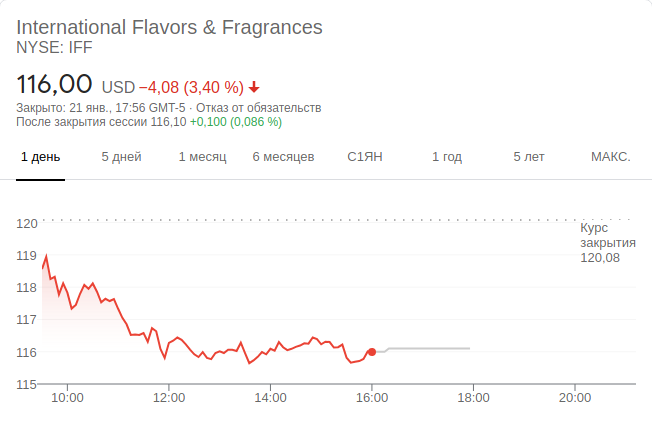 International Flavors & Fragrances
NYSE: IFF
116,00 USD −4,08 (3,40 %)
Закрыто: 21 янв., 17:56 GMT-5 · Отказ от обязательств
После закрытия сессии 116,10 +0,100 (0,086 %)
1 день 5 дней 1 месяц 6 месяцев С1ЯН 1 год 5 лет МАКС.
120
Курс
закрытия
120,08
119
118
117
116
115
10:00 12:00 14:00 16:00 18:00 20:00